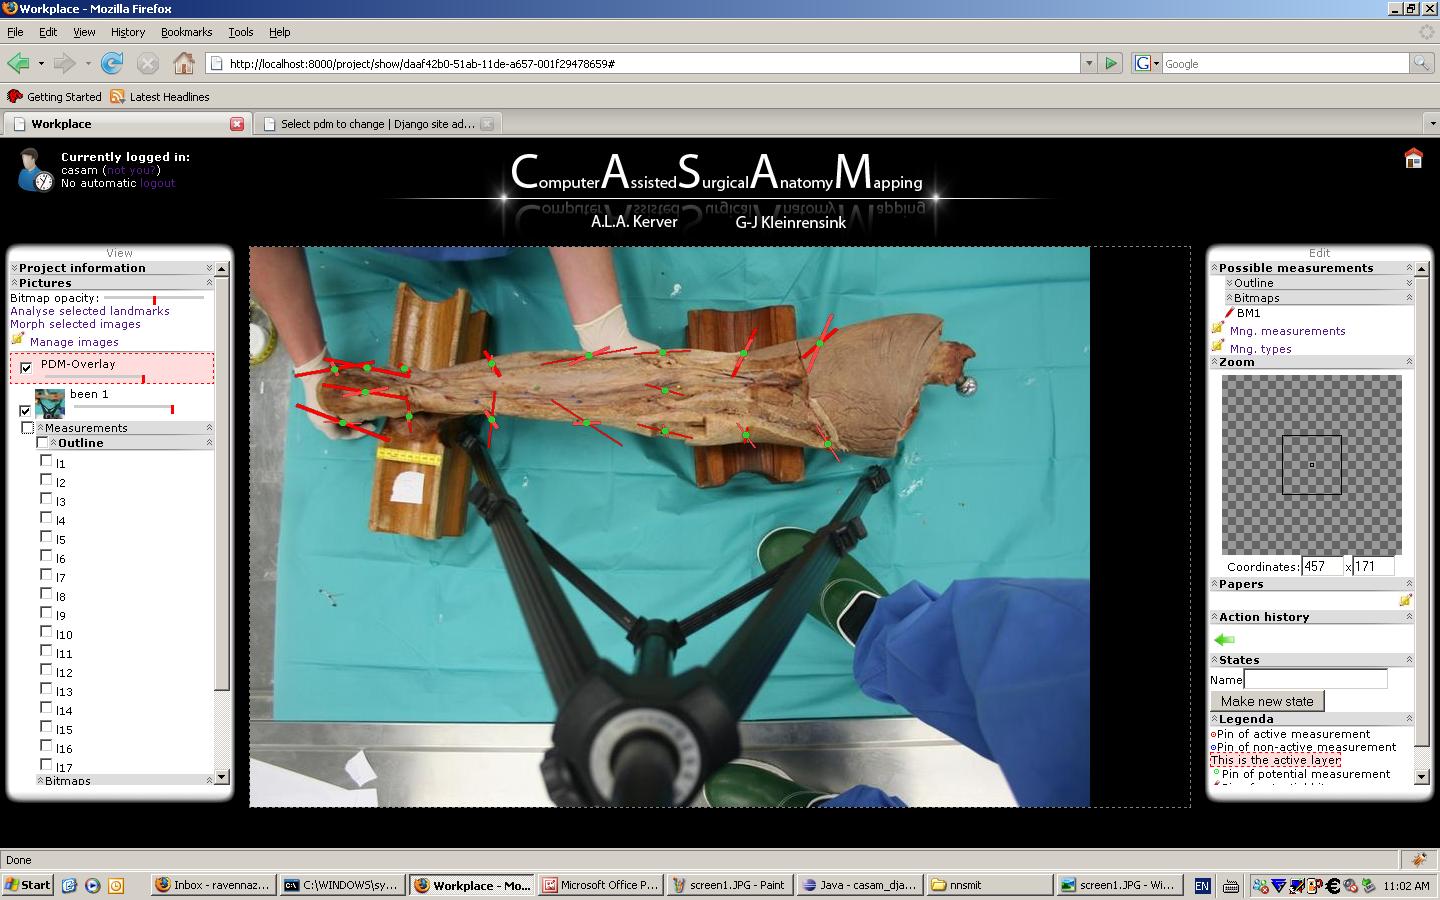 Workplace - Mozilla Firefox
File Edit View History Bookmarks Tools Help
http://localhost:8000/project/show/daaf42b0-51ab-11de-a657-001f29478659#
G Google
Getting Started Latest Headlines
Workplace
Select pdm to change | Django site ad...
Currently logged in:
casam (not you?)
No automatic logout
Computer Assisted Surgical Anatomy Mapping
A.L.A. Kerver G-J Kleinrensink
View
Project information
Pictures
Bitmap opacity:
Analyse selected landmarks
Morph selected images
Manage images
PDM-Overlay
been 1
Measurements
Outline
l1
l2
l3
l4
l5
l6
l7
l8
l9
l10
l11
l12
l13
l14
l15
l16
l17
Bitmaps
Edit
Possible measurements
Outline
Bitmaps
BM1
Mng. measurements
Mng. types
Zoom
Coordinates: 457 x 171
Papers
Action history
States
Name
Make new state
Legenda
Pin of active measurement
Pin of non-active measurement
This is the active layer
Pin of potential measurement
Done
Start
Inbox - ravennaz...
C:\WINDOWS\sy...
Workplace - Mo...
Microsoft Office P...
screen1.JPG - Paint
Java - casam_dja...
nnsmit
screen1.JPG - Wi...
EN
11:02 AM